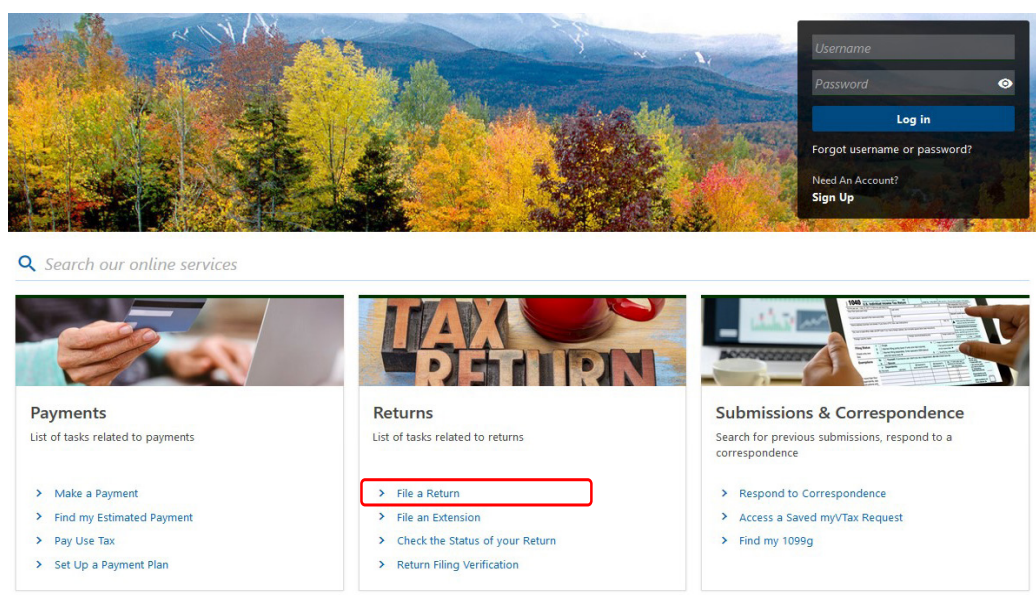 Username
Password
Log in
Forgot username or password?
Need An Account?
Sign Up
Search our online services
TAX
RETURN
1040
Payments
List of tasks related to payments
Make a Payment
Find my Estimated Payment
Pay Use Tax
Set Up a Payment Plan
Returns
List of tasks related to returns
File a Return
File an Extension
Check the Status of your Return
Return Filing Verification
Submissions & Correspondence
Search for previous submissions, respond to a
correspondence
Respond to Correspondence
Access a Saved myVTax Request
Find my 1099g